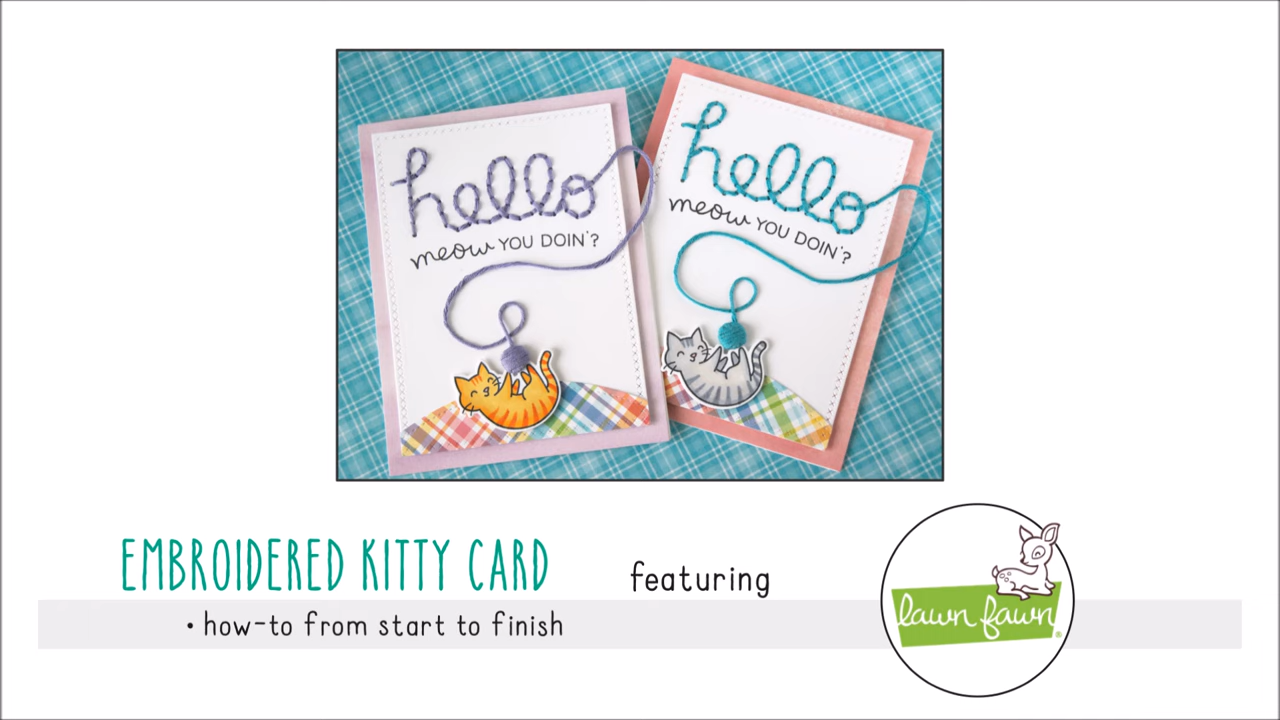 hello
meow YOU DOIN'?
hello
meow YOU DOIN'?
EMBROIDERED KITTY CARD
• how-to from start to finish
featuring
lawn fawn®